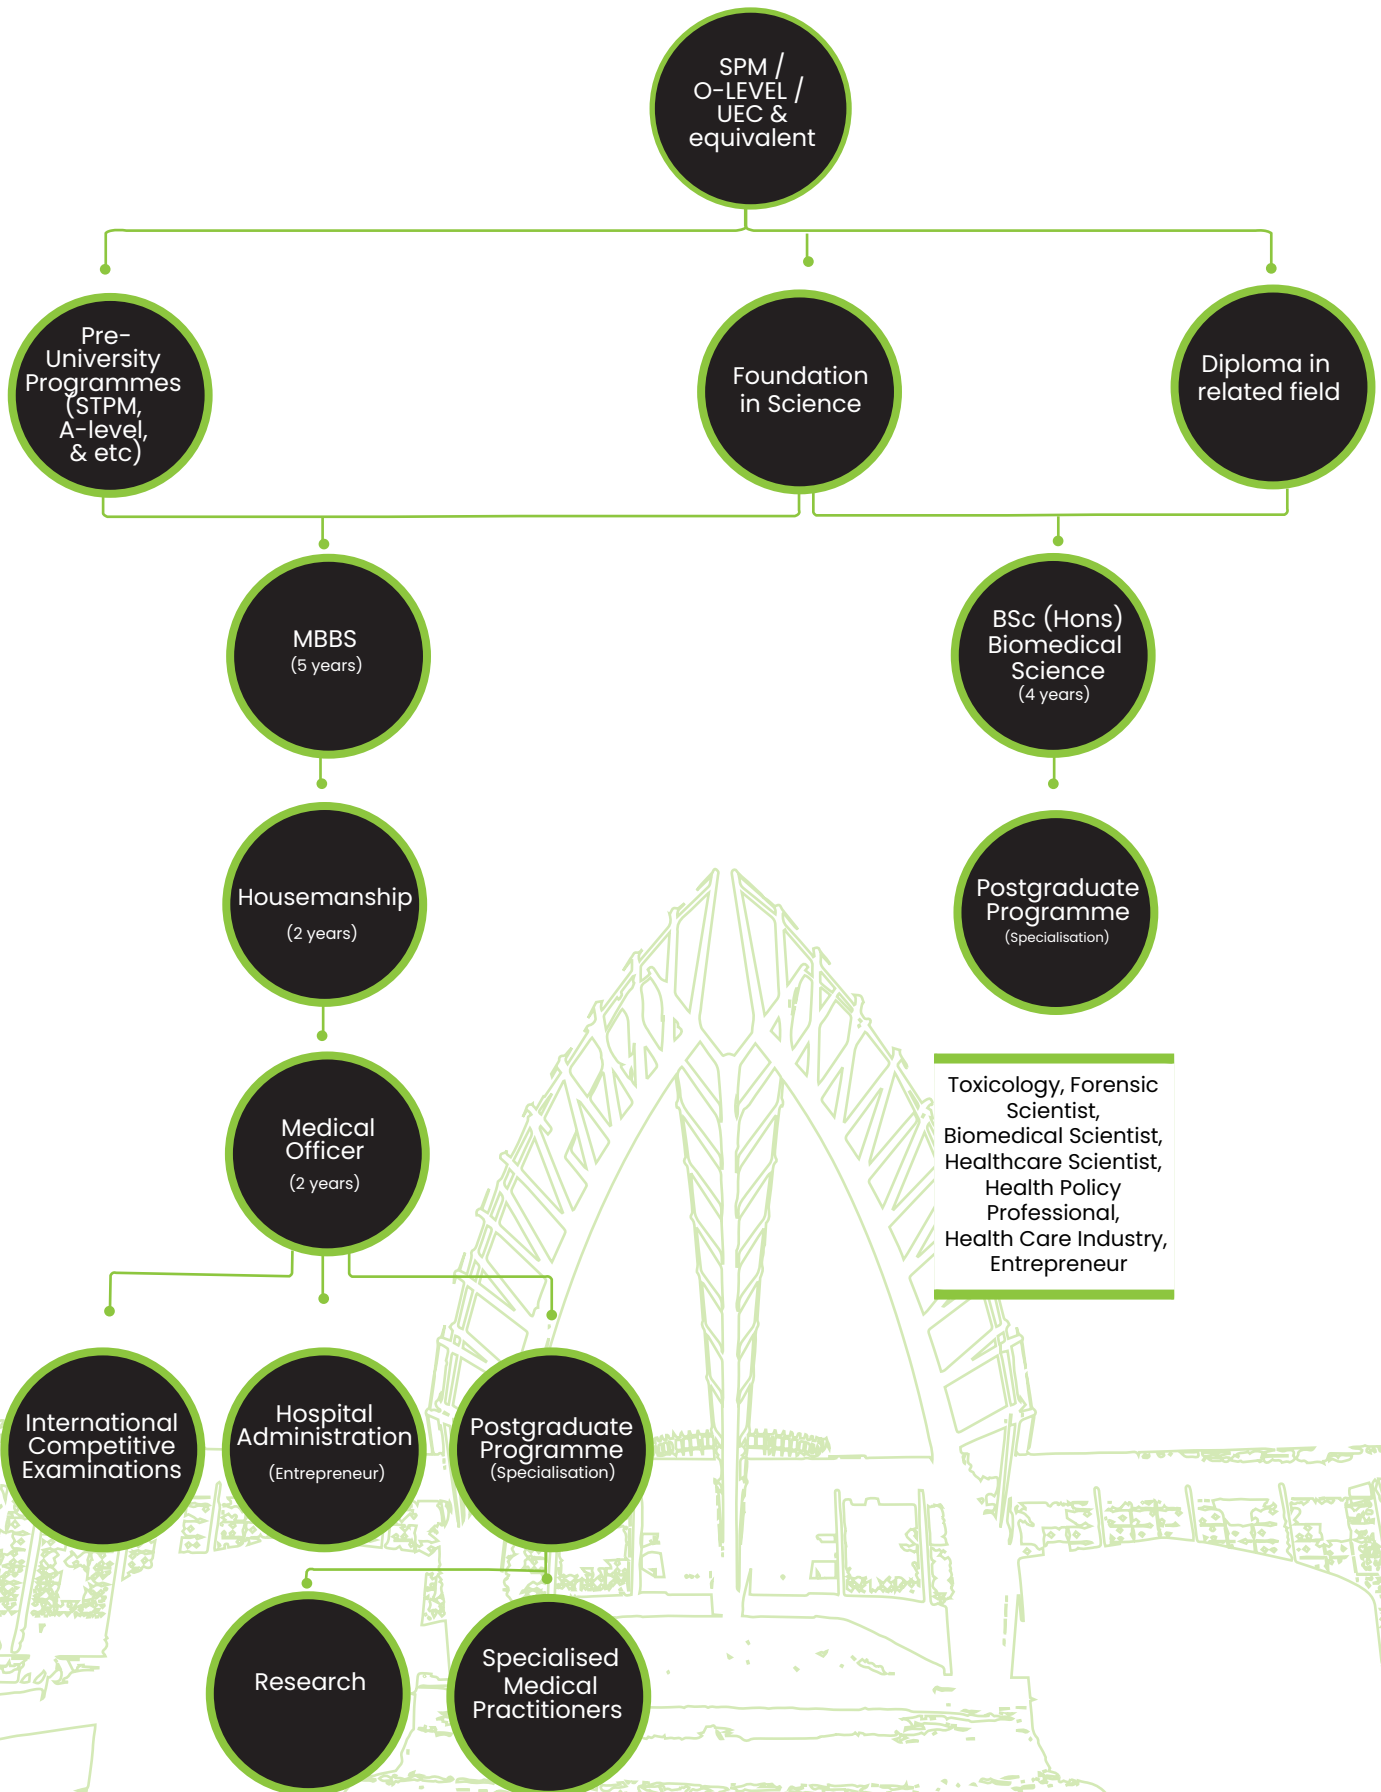 SPM /
O-LEVEL /
UEC &
equivalent
Pre-
University
Programmes
(STPM,
A-level,
& etc)
Foundation
in Science
Diploma in
related field
MBBS
(5 years)
BSc (Hons)
Biomedical
Science
(4 years)
Housemanship
(2 years)
Postgraduate
Programme
(Specialisation)
Medical
Officer
(2 years)
Toxicology, Forensic
Scientist,
Biomedical Scientist,
Healthcare Scientist,
Health Policy
Professional,
Health Care Industry,
Entrepreneur
International
Competitive
Examinations
Hospital
Administration
(Entrepreneur)
Postgraduate
Programme
(Specialisation)
Research
Specialised
Medical
Practitioners